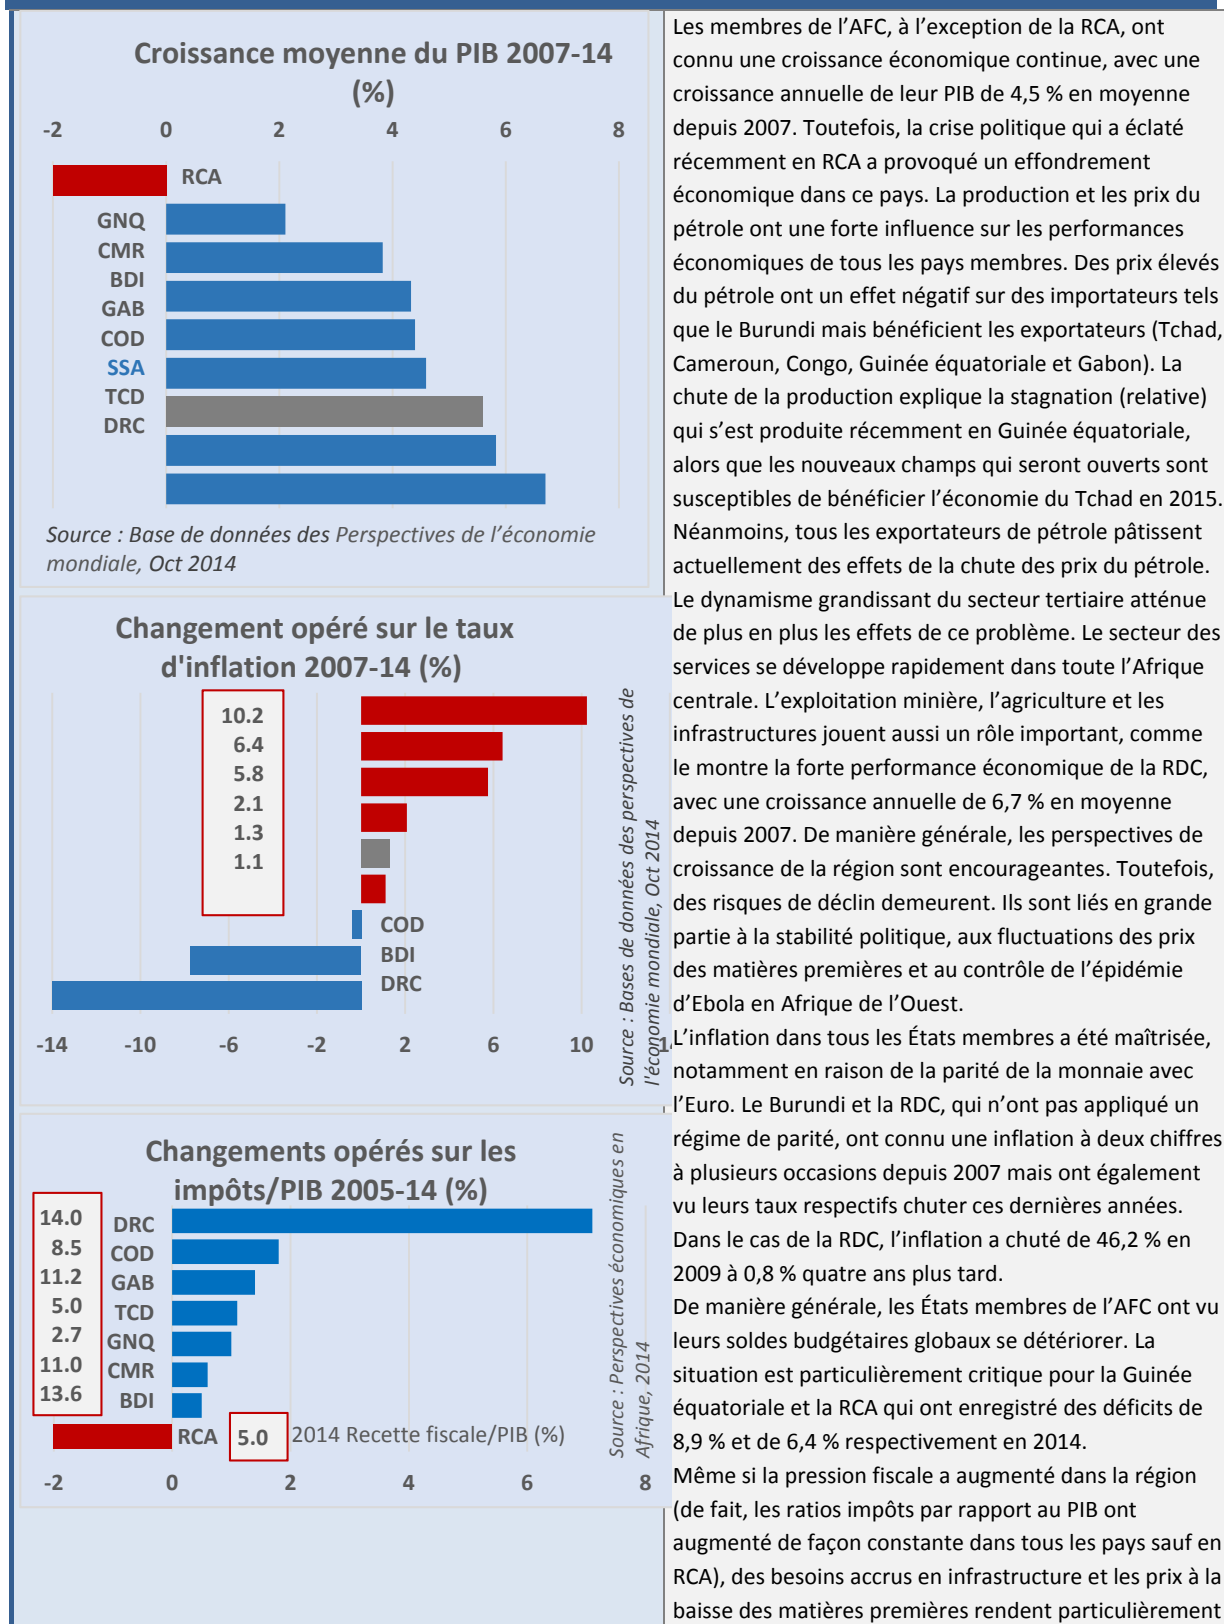 Croissance moyenne du PIB 2007-14
(%)
-2 0 2 4 6 8
RCA
GNQ
CMR
BDI
GAB
COD
SSA
TCD
DRC
Source : Base de données des Perspectives de l’économie
mondiale, Oct 2014
Changement opéré sur le taux
d'inflation 2007-14 (%)
10.2
6.4
5.8
2.1
1.3
1.1
COD
BDI
DRC
-14 -10 -6 -2 2 6 10
Source : Bases de données des perspectives de
l'économie mondiale, Oct 2014
Changements opérés sur les
impôts/PIB 2005-14 (%)
14.0 DRC
8.5 COD
11.2 GAB
5.0 TCD
2.7 GNQ
11.0 CMR
13.6 BDI
RCA 5.0 2014 Recette fiscale/PIB (%)
-2 0 2 4 6 8
Source : Perspectives économiques en
Afrique, 2014
Les membres de l’AFC, à l’exception de la RCA, ont
connu une croissance économique continue, avec une
croissance annuelle de leur PIB de 4,5 % en moyenne
depuis 2007. Toutefois, la crise politique qui a éclaté
récemment en RCA a provoqué un effondrement
économique dans ce pays. La production et les prix du
pétrole ont une forte influence sur les performances
économiques de tous les pays membres. Des prix élevés
du pétrole ont un effet négatif sur des importateurs tels
que le Burundi mais bénéficient les exportateurs (Tchad,
Cameroun, Congo, Guinée équatoriale et Gabon). La
chute de la production explique la stagnation (relative)
qui s’est produite récemment en Guinée équatoriale,
alors que les nouveaux champs qui seront ouverts sont
susceptibles de bénéficier l’économie du Tchad en 2015.
Néanmoins, tous les exportateurs de pétrole pâtissent
actuellement des effets de la chute des prix du pétrole.
Le dynamisme grandissant du secteur tertiaire atténue
de plus en plus les effets de ce problème. Le secteur des
services se développe rapidement dans toute l’Afrique
centrale. L’exploitation minière, l’agriculture et les
infrastructures jouent aussi un rôle important, comme
le montre la forte performance économique de la RDC,
avec une croissance annuelle de 6,7 % en moyenne
depuis 2007. De manière générale, les perspectives de
croissance de la région sont encourageantes. Toutefois,
des risques de déclin demeurent. Ils sont liés en grande
partie à la stabilité politique, aux fluctuations des prix
des matières premières et au contrôle de l’épidémie
d’Ebola en Afrique de l’Ouest.
L’inflation dans tous les États membres a été maîtrisée,
notamment en raison de la parité de la monnaie avec
l’Euro. Le Burundi et la RDC, qui n’ont pas appliqué un
régime de parité, ont connu une inflation à deux chiffres
à plusieurs occasions depuis 2007 mais ont également
vu leurs taux respectifs chuter ces dernières années.
Dans le cas de la RDC, l’inflation a chuté de 46,2 % en
2009 à 0,8 % quatre ans plus tard.
De manière générale, les États membres de l’AFC ont vu
leurs soldes budgétaires globaux se détériorer. La
situation est particulièrement critique pour la Guinée
équatoriale et la RCA qui ont enregistré des déficits de
8,9 % et de 6,4 % respectivement en 2014.
Même si la pression fiscale a augmenté dans la région
(de fait, les ratios impôts par rapport au PIB ont
augmenté de façon constante dans tous les pays sauf en
RCA), des besoins accrus en infrastructure et les prix à la
baisse des matières premières rendent particulièrement